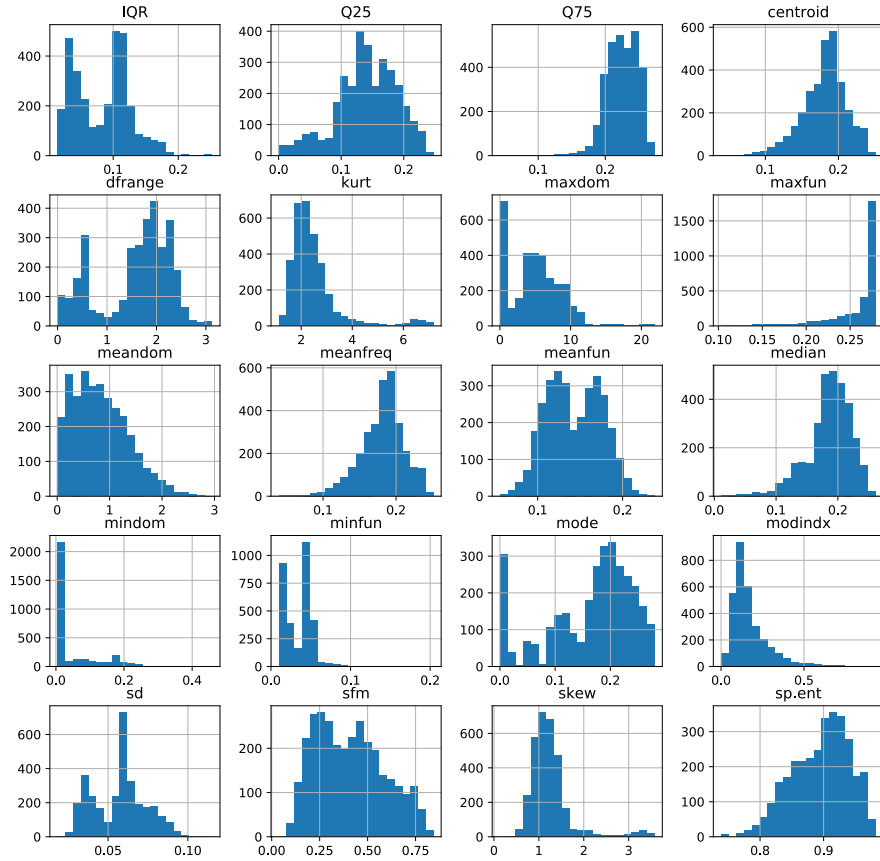 IQR Q25 Q75 centroid
400 200 0
0.1 0.2
400 300 200 100 0
0.0 0.1 0.2
400 200 0
0.1 0.2
600 400 200 0
0.1 0.2
dfrange kurt maxdom maxfun
400 300 200 100 0
0 1 2 3
600 400 200 0
2 4 6
600 400 200 0
0 10 20
1500 1000 500 0
0.10 0.15 0.20 0.25
meandom meanfreq meanfun median
300 200 100 0
0 1 2 3
600 400 200 0
0.1 0.2
300 200 100 0
0.1 0.2
400 200 0
0.0 0.1 0.2
mindom minfun mode modindx
2000 1500 1000 500 0
0.0 0.2 0.4
1000 750 500 250 0
0.0 0.1 0.2
300 200 100 0
0.0 0.1 0.2
800 600 400 200 0
0.0 0.5
sd sfm skew sp.ent
600 400 200 0
0.05 0.10
200 100 0
0.00 0.25 0.50 0.75
600 400 200 0
0 1 2 3
300 200 100 0
0.8 0.9